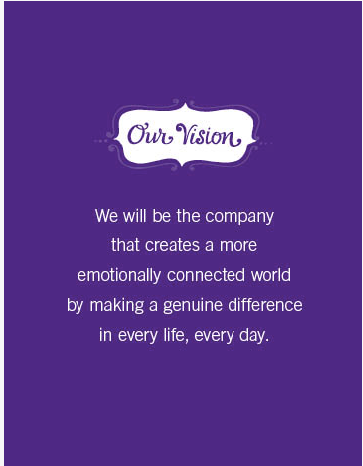 Our Vision
We will be the company
that creates a more
emotionally connected world
by making a genuine difference
in every life, every day.